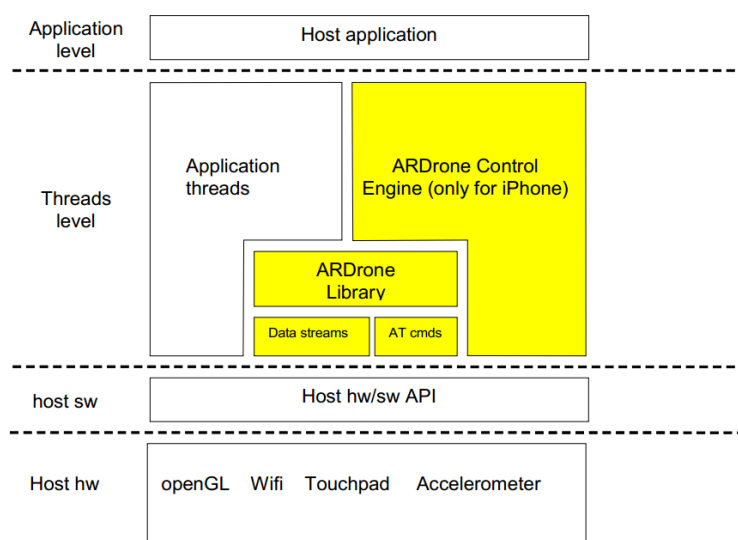 Application
level
Host application
Threads
level
Application
threads
ARDrone Control
Engine (only for iPhone)
ARDrone
Library
Data streams
AT cmds
host sw
Host hw/sw API
Host hw
openGL Wifi Touchpad Accelerometer